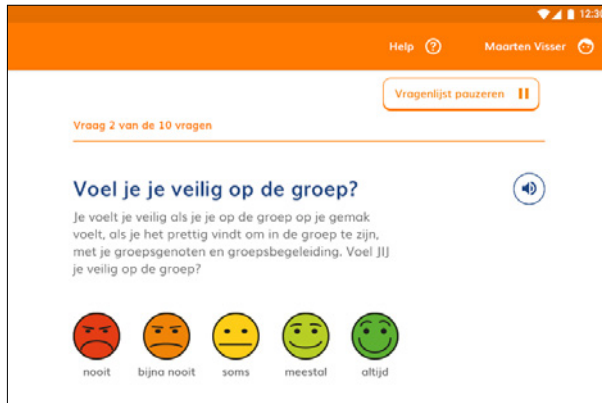 12:30
Help ? Maarten Visser
Vragenlijst pauzeren
Vraag 2 van de 10 vragen
Voel je je veilig op de groep?
Je voelt je veilig als je je op de groep op je gemak
voelt, als je het prettig vindt om in de groep te zijn,
met je groepsgenoten en groepsbegeleiding. Voel JIJ
je veilig op de groep?
nooit bijna nooit soms meestal altijd